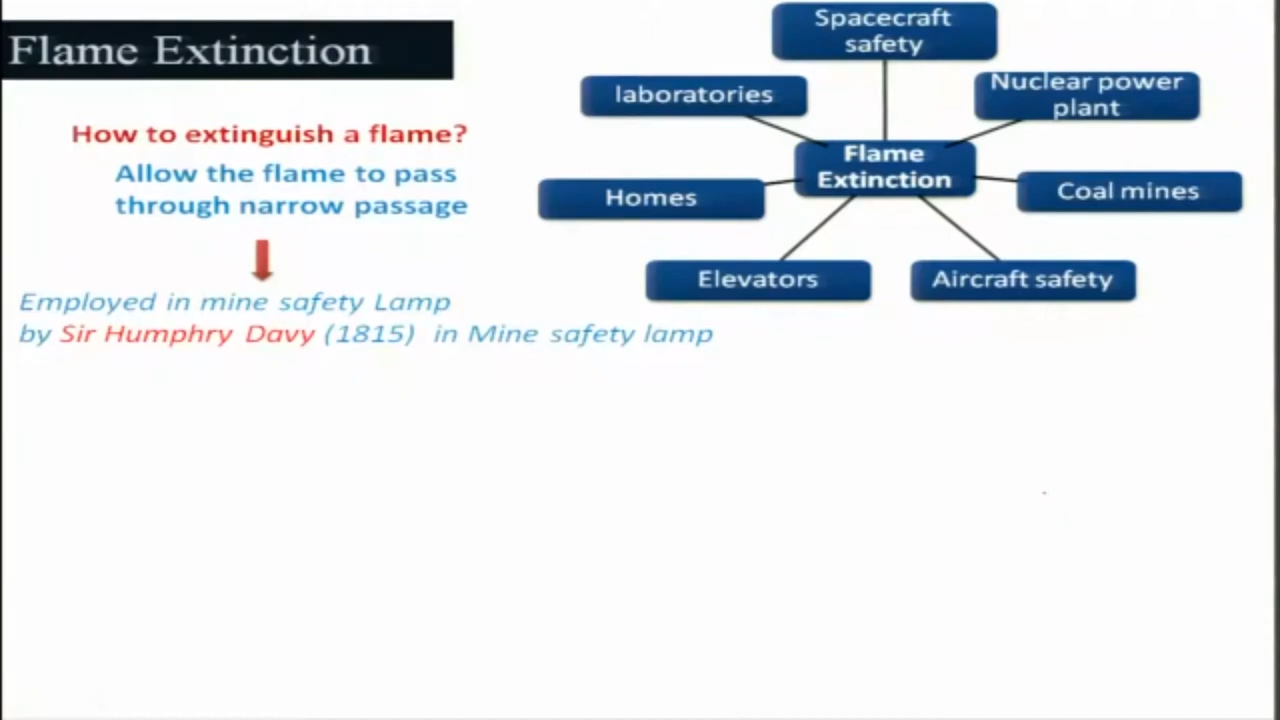 Flame Extinction
How to extinguish a flame?
Allow the flame to pass
through narrow passage
Employed in mine safety Lamp
by Sir Humphry Davy (1815) in Mine safety lamp
Spacecraft
safety
laboratories
Nuclear power
plant
Flame
Extinction
Homes
Coal mines
Elevators
Aircraft safety